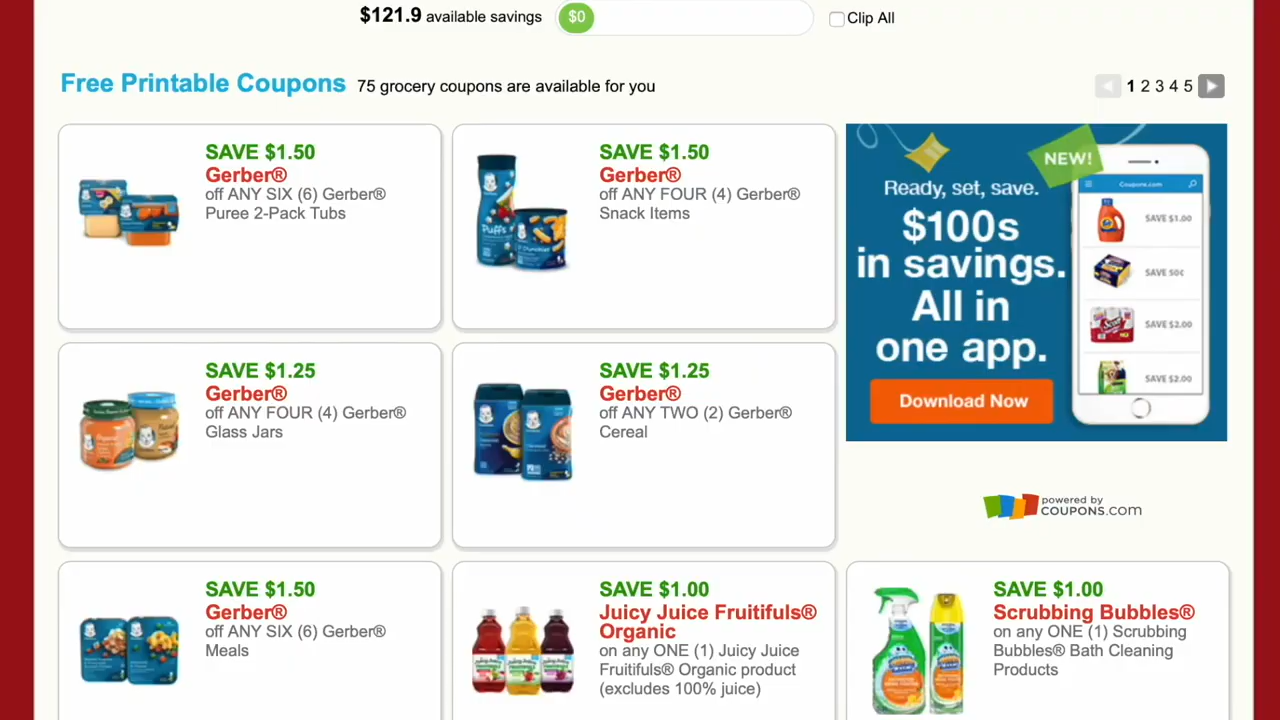 $121.9 available savings
$0
Clip All
Free Printable Coupons 75 grocery coupons are available for you
1 2 3 4 5
SAVE $1.50
Gerber®
off ANY SIX (6) Gerber®
Puree 2-Pack Tubs
SAVE $1.50
Gerber®
off ANY FOUR (4) Gerber®
Snack Items
Puffs
NEW!
Ready, set, save.
$100s
in savings.
All in
one app.
Download Now
Coupons.com
SAVE $1.00
SAVE 50¢
SAVE $2.00
SAVE $2.00
SAVE $1.25
Gerber®
off ANY FOUR (4) Gerber®
Glass Jars
SAVE $1.25
Gerber®
off ANY TWO (2) Gerber®
Cereal
powered by
COUPONS.com
SAVE $1.50
Gerber®
off ANY SIX (6) Gerber®
Meals
SAVE $1.00
Juicy Juice Fruitifuls®
Organic
on any ONE (1) Juicy Juice
Fruitifuls® Organic product
(excludes 100% juice)
SAVE $1.00
Scrubbing Bubbles®
on any ONE (1) Scrubbing
Bubbles® Bath Cleaning
Products